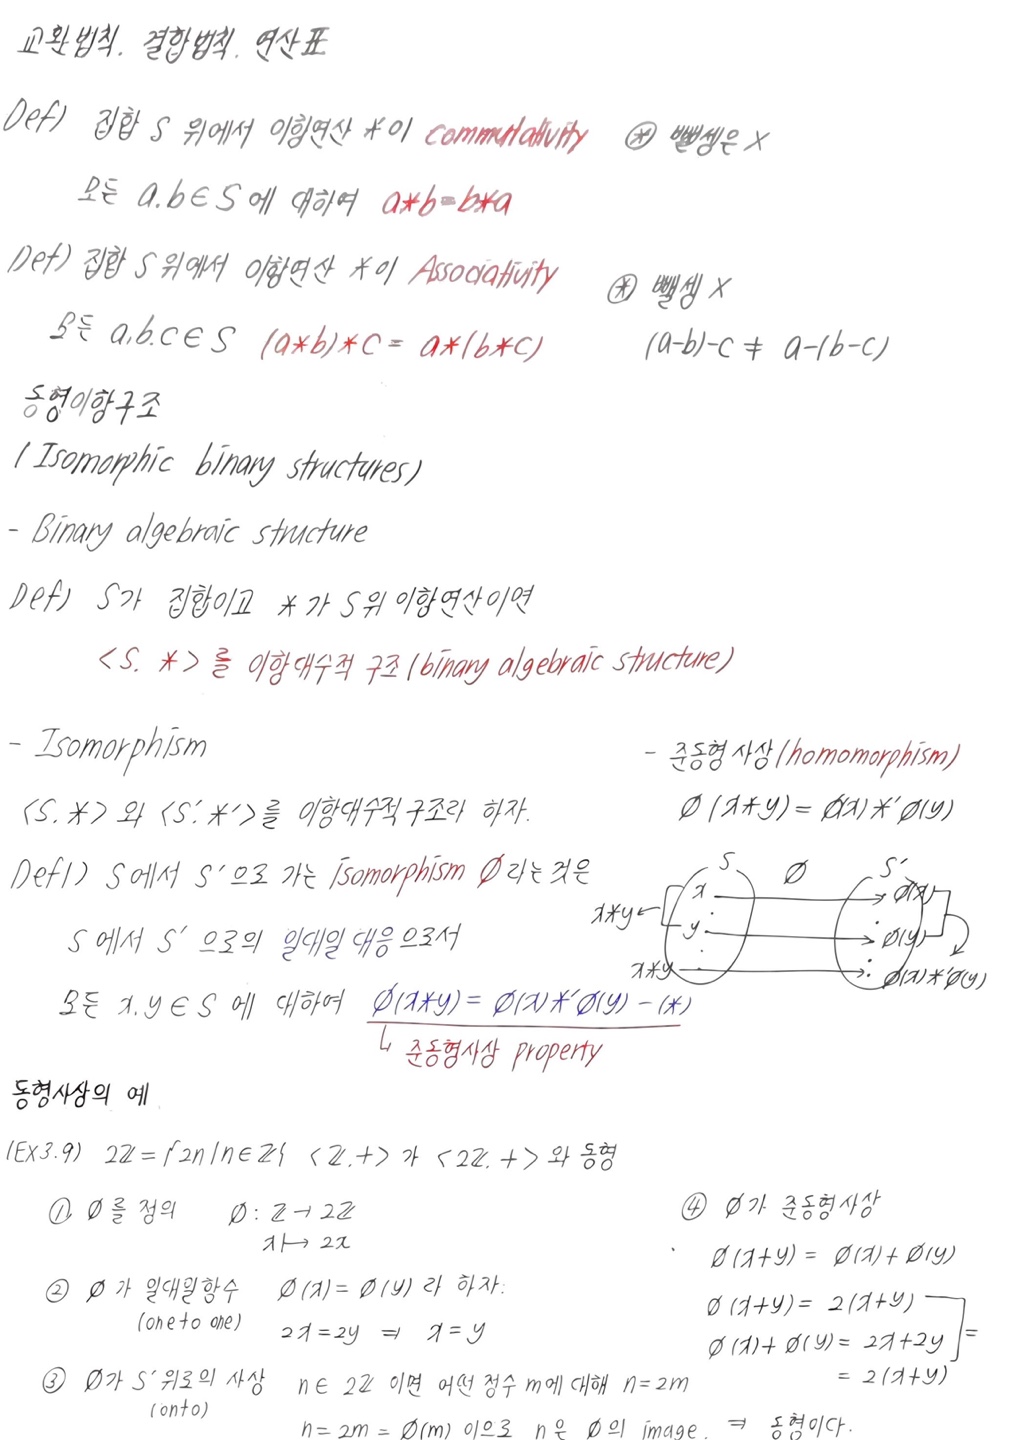 교환법칙. 결합법칙. 연산표
Def) 집합 S 위에서 이항연산 *이 commutativity ⊛ 뺄셈은 X
모든 a.b∈S에 대하여 a*b=b*a
Def) 집합 S 위에서 이항연산 *이 Associativity ⊛ 뺄셈 X
모든 a.b.c∈S (a*b)*c = a*(b*c) (a-b)-c ≠ a-(b-c)
동형이항구조
(Isomorphic binary structures)
- Binary algebraic structure
Def) S가 집합이고 *가 S위 이항연산이면
<S. *>를 이항대수적 구조(binary algebraic structure)
- Isomorphism
<S.*>와 <S'.*'>를 이항대수적구조라 하자.
Def1) S에서 S'으로 가는 isomorphism Ø라는것은
S에서 S'으로의 일대일 대응으로서
모든 x.y∈S에 대하여 Ø(x*y)= Ø(x)*'Ø(y) - (*)
↳ 준동형사상 property
- 준동형사상(homomorphism)
Ø(x*y)= Ø(x)*'Ø(y)
S Ø S'
x Ø(x)
x*y
y Ø(y)
x*y Ø(x)*'Ø(y)
동형사상의 예
(Ex3.9) 2ℤ={2n|n∈ℤ} <ℤ.+>가 <2ℤ.+>와 동형
① Ø를 정의 Ø: ℤ→2ℤ
x↦2x
② Ø가 일대일함수 Ø(x)=Ø(y)라 하자.
(one to one) 2x=2y ⇒ x=y
③ Ø가 S'위로의 사상 n∈2ℤ이면 어떤 정수 m에 대해 n=2m
(onto)
n=2m=Ø(m)이으로 n은 Ø의 image. ⇒ 동형이다.
④ Ø가 준동형사상
Ø(x+y)= Ø(x)+Ø(y)
Ø(x+y)= 2(x+y)
Ø(x)+Ø(y)= 2x+2y =
= 2(x+y)